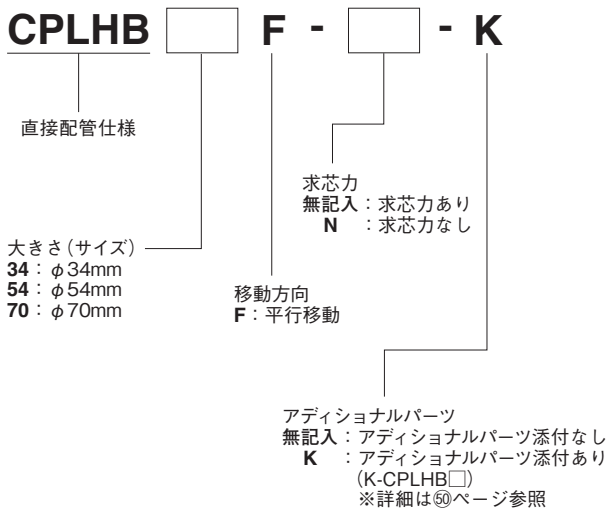 CPLHB□ F - □ - K
直接配管仕様
求芯力
無記入：求芯力あり
N ：求芯力なし
大きさ（サイズ）
34：φ34mm
54：φ54mm
70：φ70mm
移動方向
F：平行移動
アディショナルパーツ
無記入：アディショナルパーツ添付なし
K ：アディショナルパーツ添付あり
（K-CPLHB□）
※詳細は㊿ページ参照